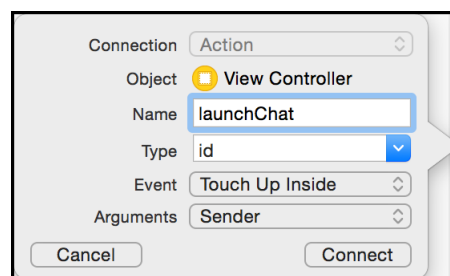 Connection Action
Object View Controller
Name launchChat
Type id
Event Touch Up Inside
Arguments Sender
Cancel Connect